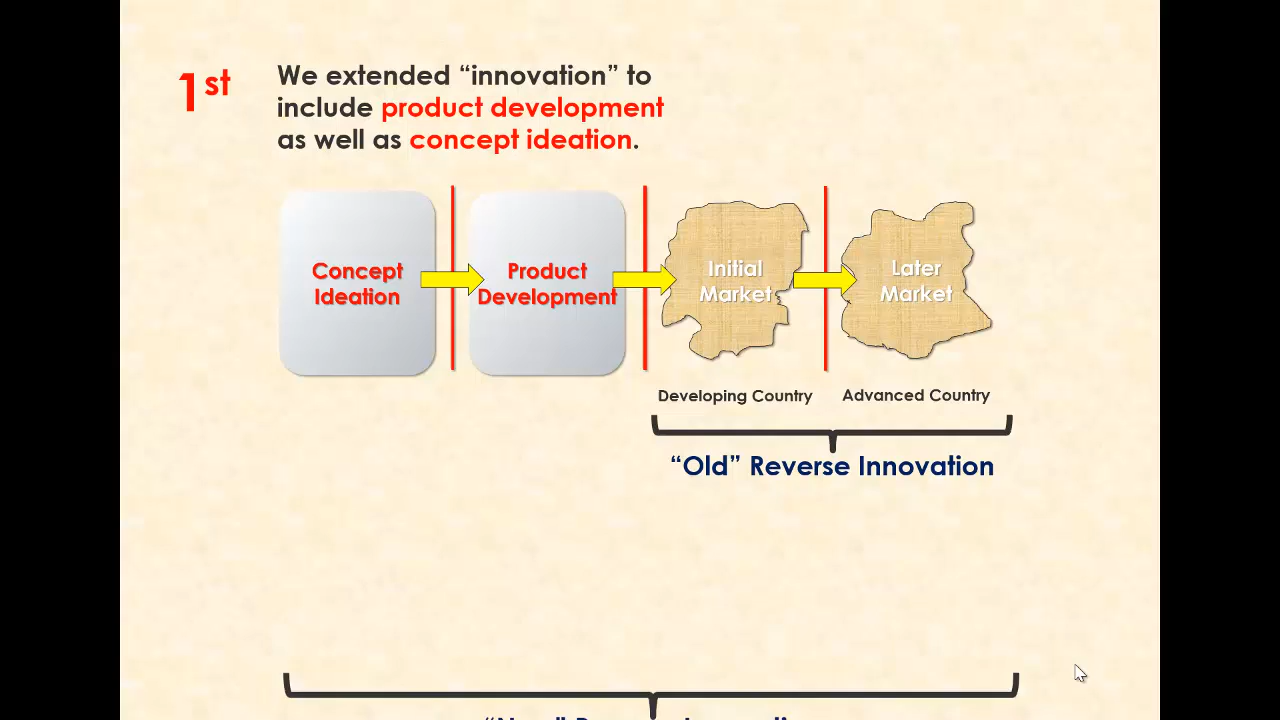 1st
We extended “innovation” to
include product development
as well as concept ideation.
Concept
Ideation
Product
Development
Initial
Market
Later
Market
Developing Country
Advanced Country
“Old” Reverse Innovation